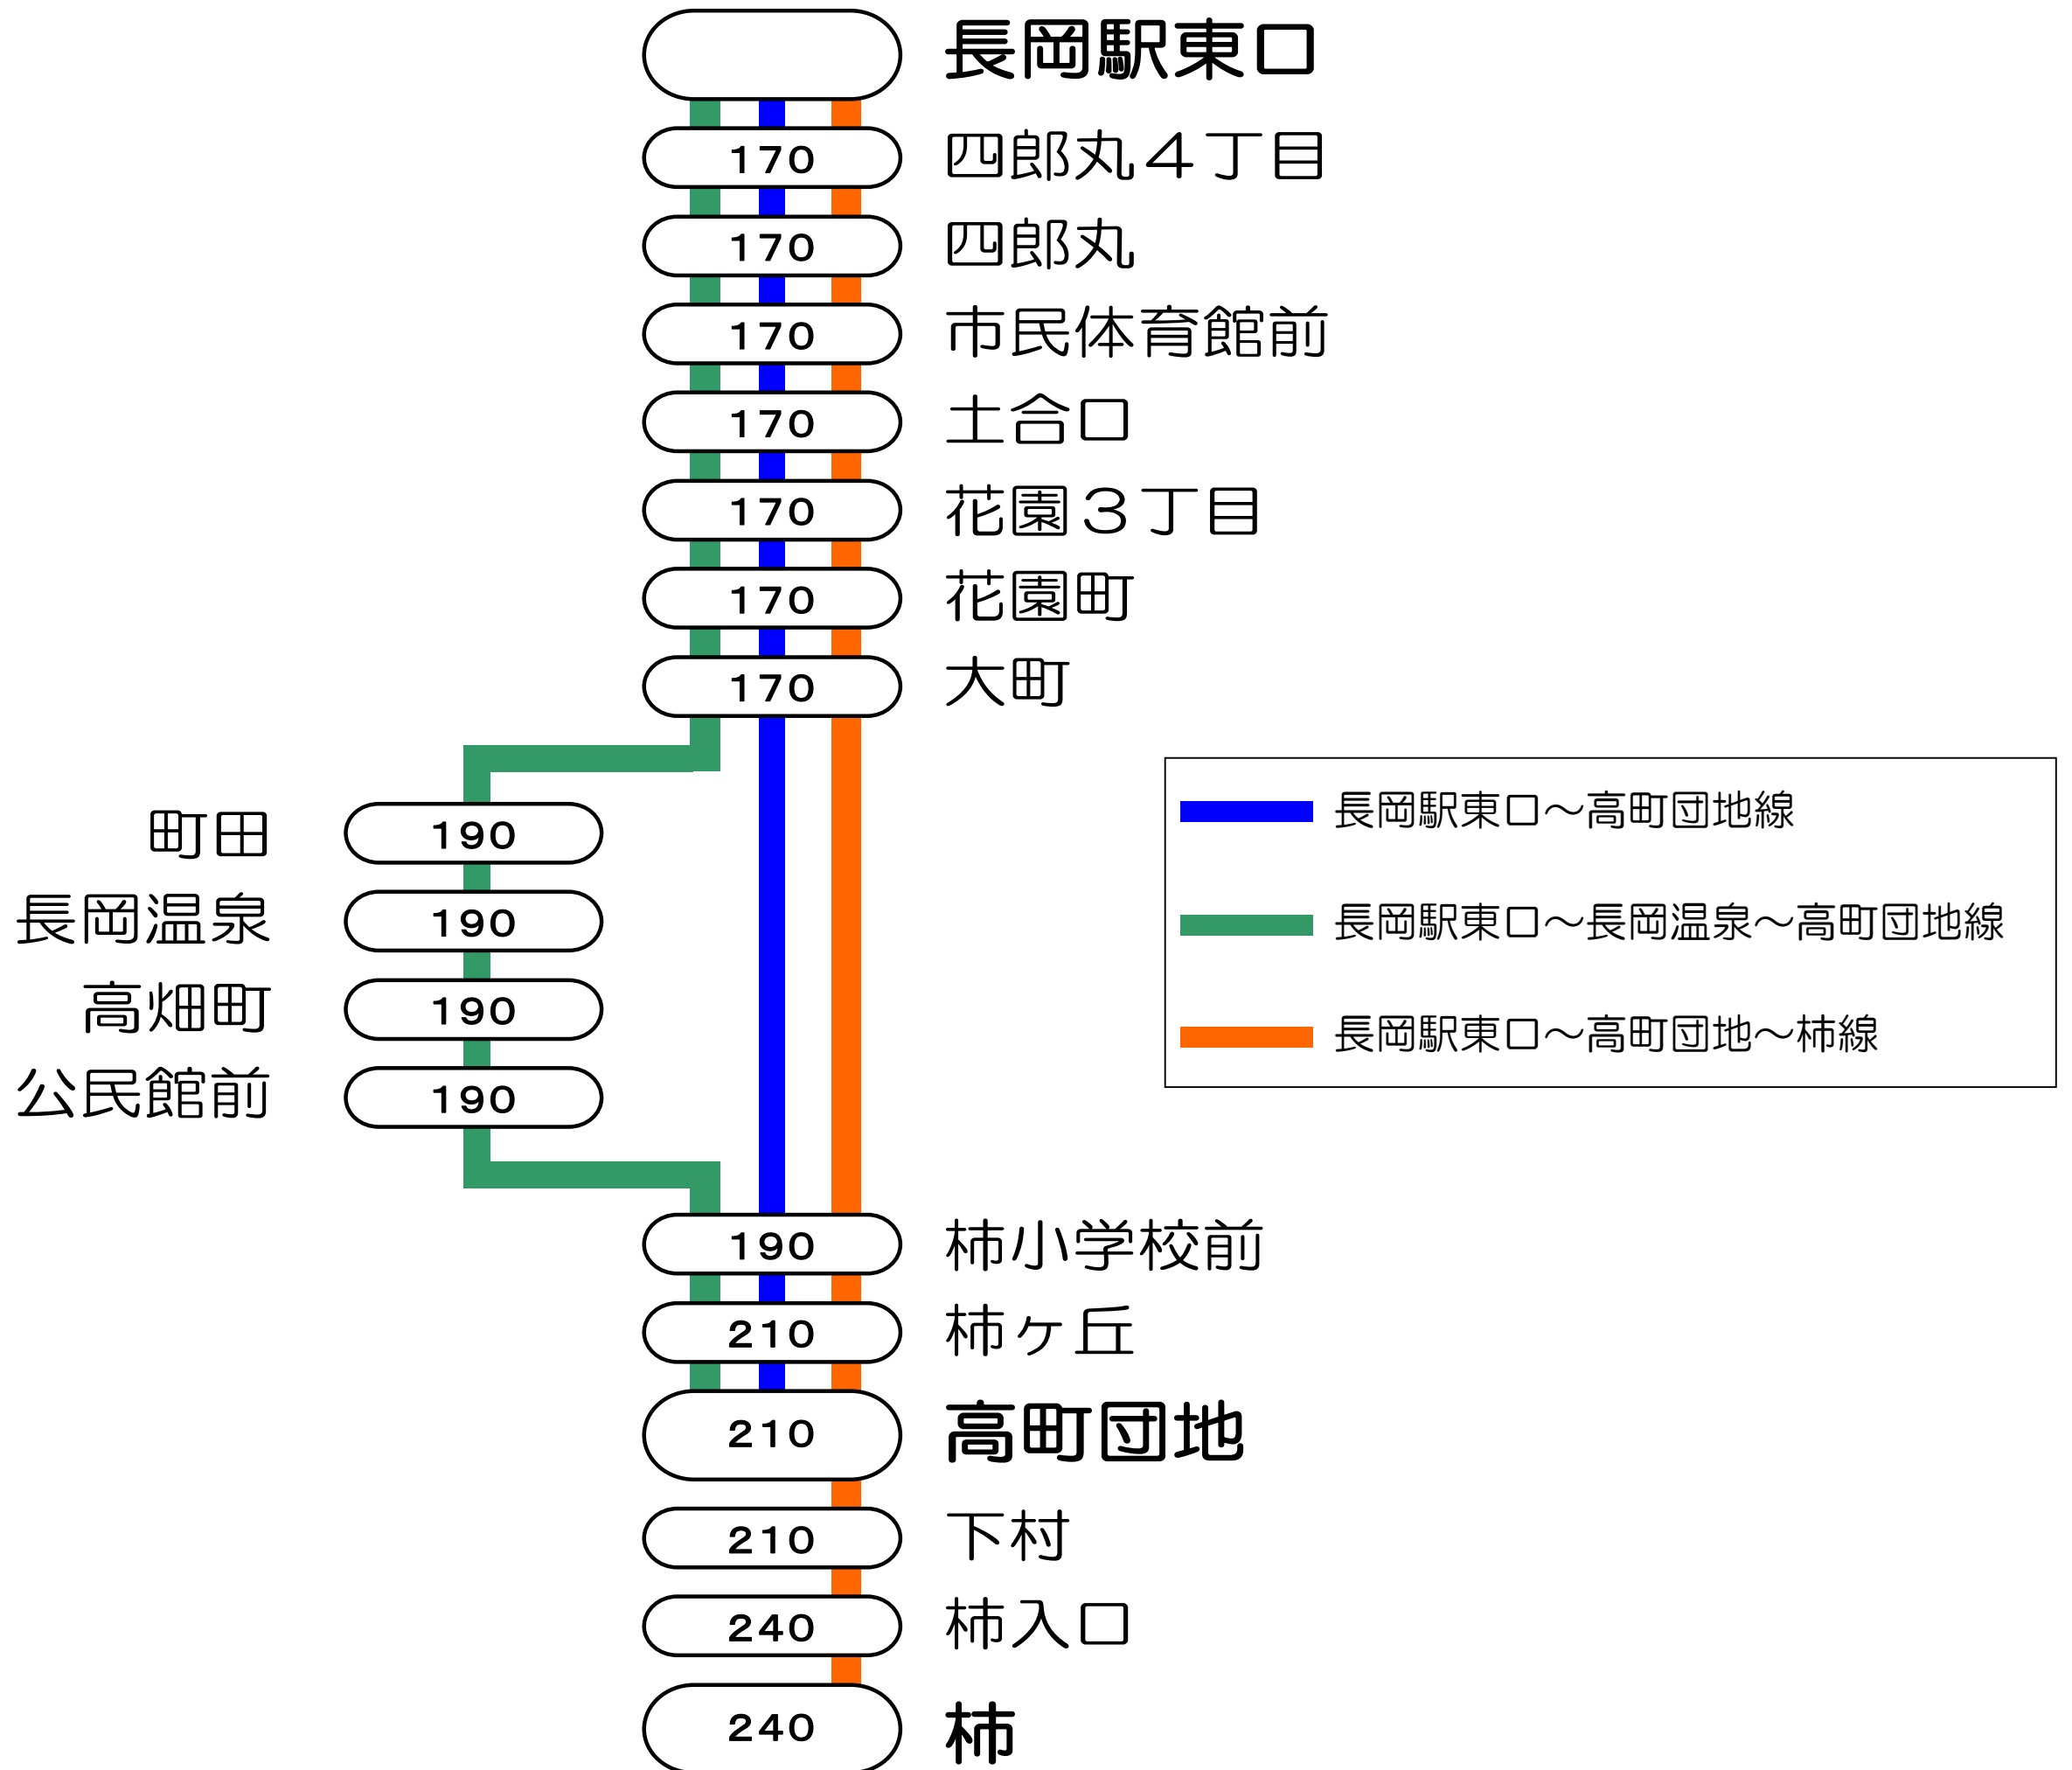 長岡駅東口
170 四郎丸４丁目
170 四郎丸
170 市民体育館前
170 土合口
170 花園３丁目
170 花園町
170 大町
長岡駅東口～高町団地線
長岡駅東口～長岡温泉～高町団地線
長岡駅東口～高町団地～柿線
町田 190
長岡温泉 190
高畑町 190
公民館前 190
190 柿小学校前
210 柿ヶ丘
210 高町団地
210 下村
240 柿入口
240 柿